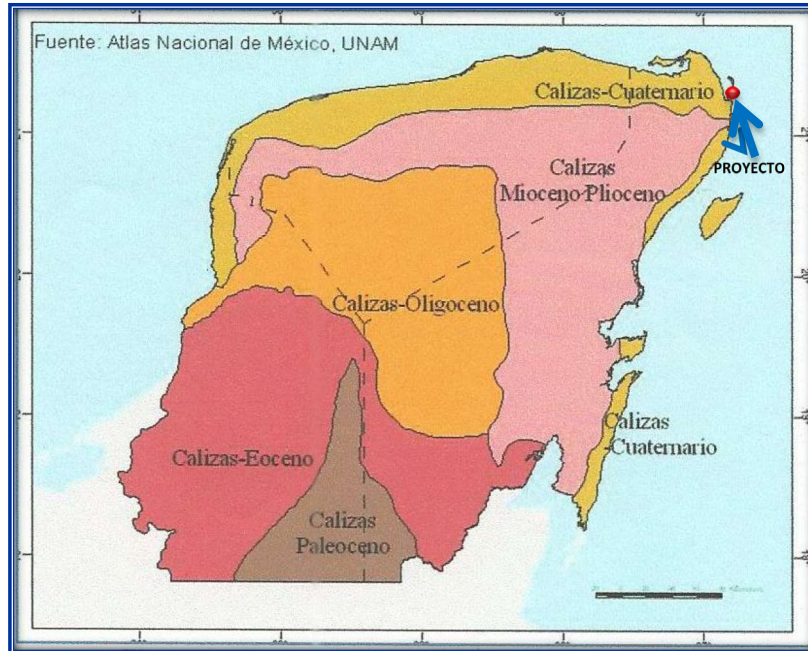 Fuente: Atlas Nacional de México, UNAM
Calizas-Cuaternario
PROYECTO
Calizas
Mioceno-Plioceno
Calizas-Oligoceno
Calizas
-Cuaternario
Calizas-Eoceno
Calizas
Paleoceno